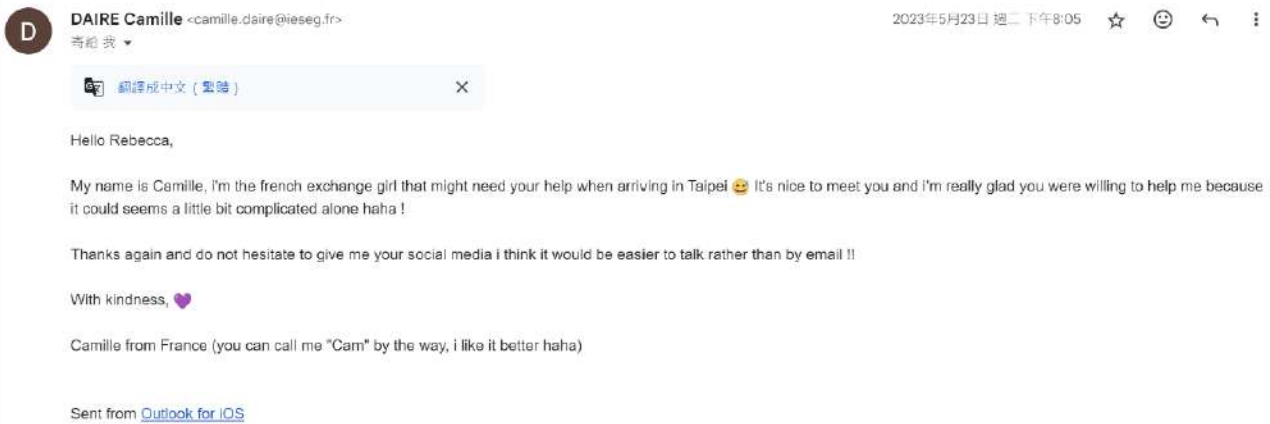 D
DAIRE Camille <camille.daire@ieseg.fr>
2023年5月23日 週二 下午8:05
寄給 我
翻譯成中文 ( 繁體 )
Hello Rebecca,
My name is Camille, i'm the french exchange girl that might need your help when arriving in Taipei 😅 It's nice to meet you and i'm really glad you were willing to help me because
it could seems a little bit complicated alone haha !
Thanks again and do not hesitate to give me your social media i think it would be easier to talk rather than by email !!
With kindness, 💜
Camille from France (you can call me "Cam" by the way, i like it better haha)
Sent from Outlook for iOS